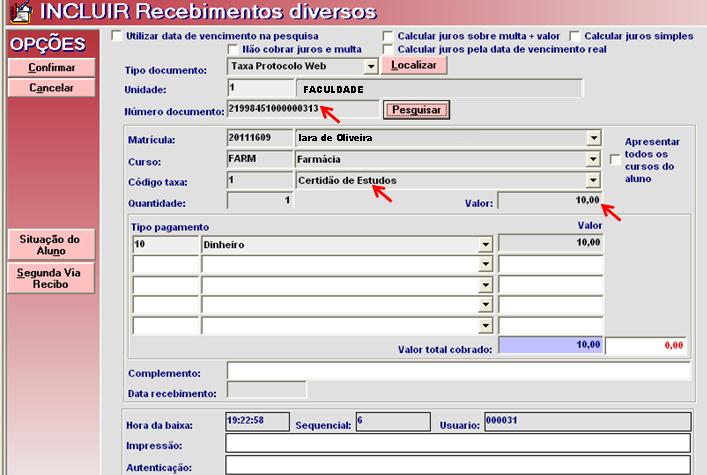 INCLUIR Recebimentos diversos
OPÇÕES
Confirmar
Cancelar
Situação do Aluno
Segunda Via Recibo
Utilizar data de vencimento na pesquisa
Calcular juros sobre multa + valor
Calcular juros simples
Não cobrar juros e multa
Calcular juros pela data de vencimento real
Tipo documento: Taxa Protocolo Web Localizar
Unidade: 1 FACULDADE
Número documento: 21998451000000313 Pesquisar
Matrícula: 20111609 Iara de Oliveira
Apresentar todos os cursos do aluno
Curso: FARM Farmácia
Código taxa: 1 Certidão de Estudos
Quantidade: 1 Valor: 10,00
Tipo pagamento Valor
10 Dinheiro 10,00
Valor total cobrado: 10,00 0,00
Complemento:
Data recebimento:
Hora da baixa: 19:22:58 Sequencial: 6 Usuario: 000031
Impressão:
Autenticação: